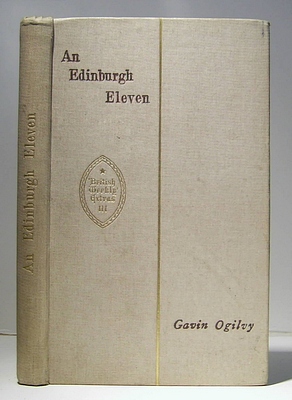 An
Edinburgh
Eleven
"British
Weekly"
Extras
III
Gavin Ogilvy
An Edinburgh Eleven